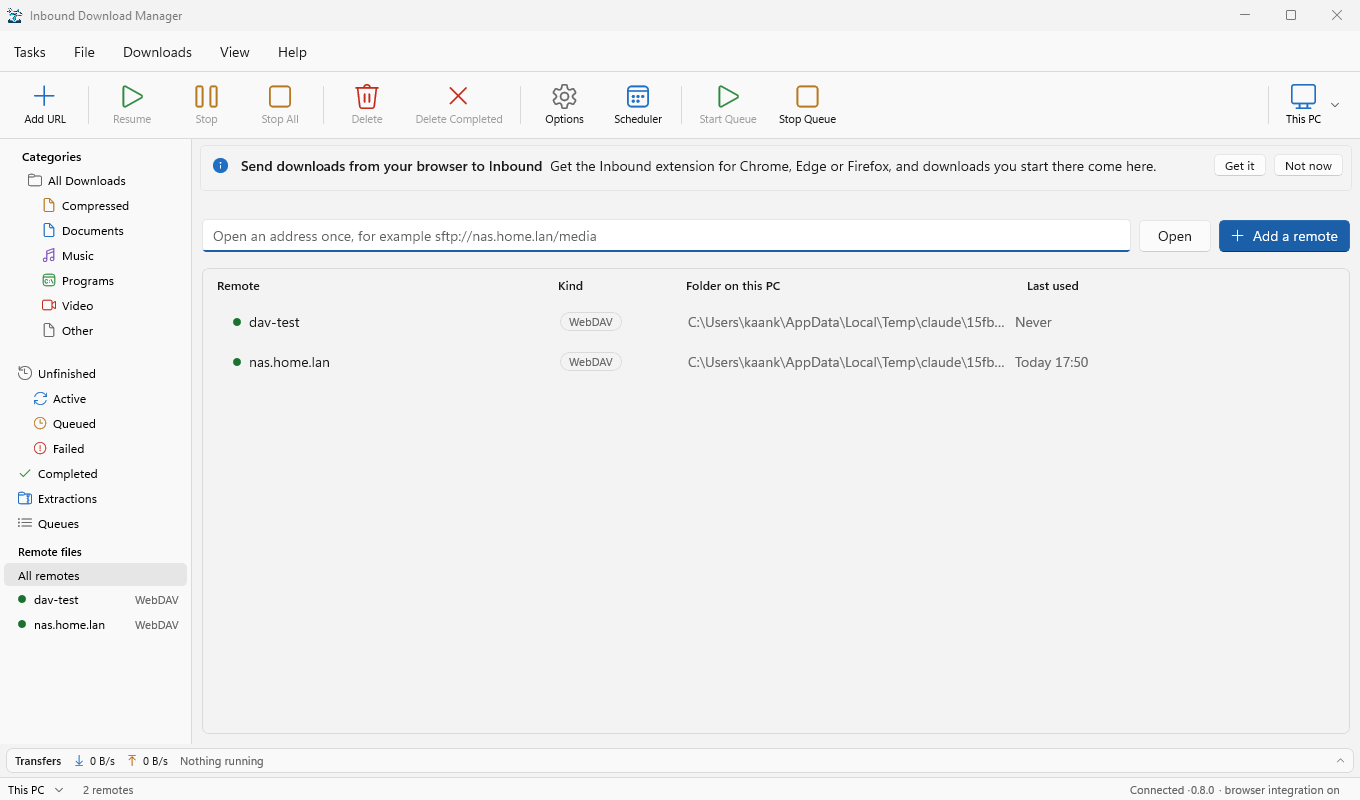 Inbound Download Manager
Tasks File Downloads View Help
Add URL Resume Stop Stop All Delete Delete Completed Options Scheduler Start Queue Stop Queue This PC
Categories
All Downloads
Compressed
Documents
Music
Programs
Video
Other
Unfinished
Active
Queued
Failed
Completed
Extractions
Queues
Remote files
All remotes
dav-test WebDAV
nas.home.lan WebDAV
Send downloads from your browser to Inbound Get the Inbound extension for Chrome, Edge or Firefox, and downloads you start there come here. Get it Not now
Open an address once, for example sftp://nas.home.lan/media Open Add a remote
Remote Kind Folder on this PC Last used
dav-test WebDAV C:\Users\kaank\AppData\Local\Temp\claude\15fb... Never
nas.home.lan WebDAV C:\Users\kaank\AppData\Local\Temp\claude\15fb... Today 17:50
Transfers 0 B/s 0 B/s Nothing running
This PC 2 remotes Connected ·0.8.0 · browser integration on